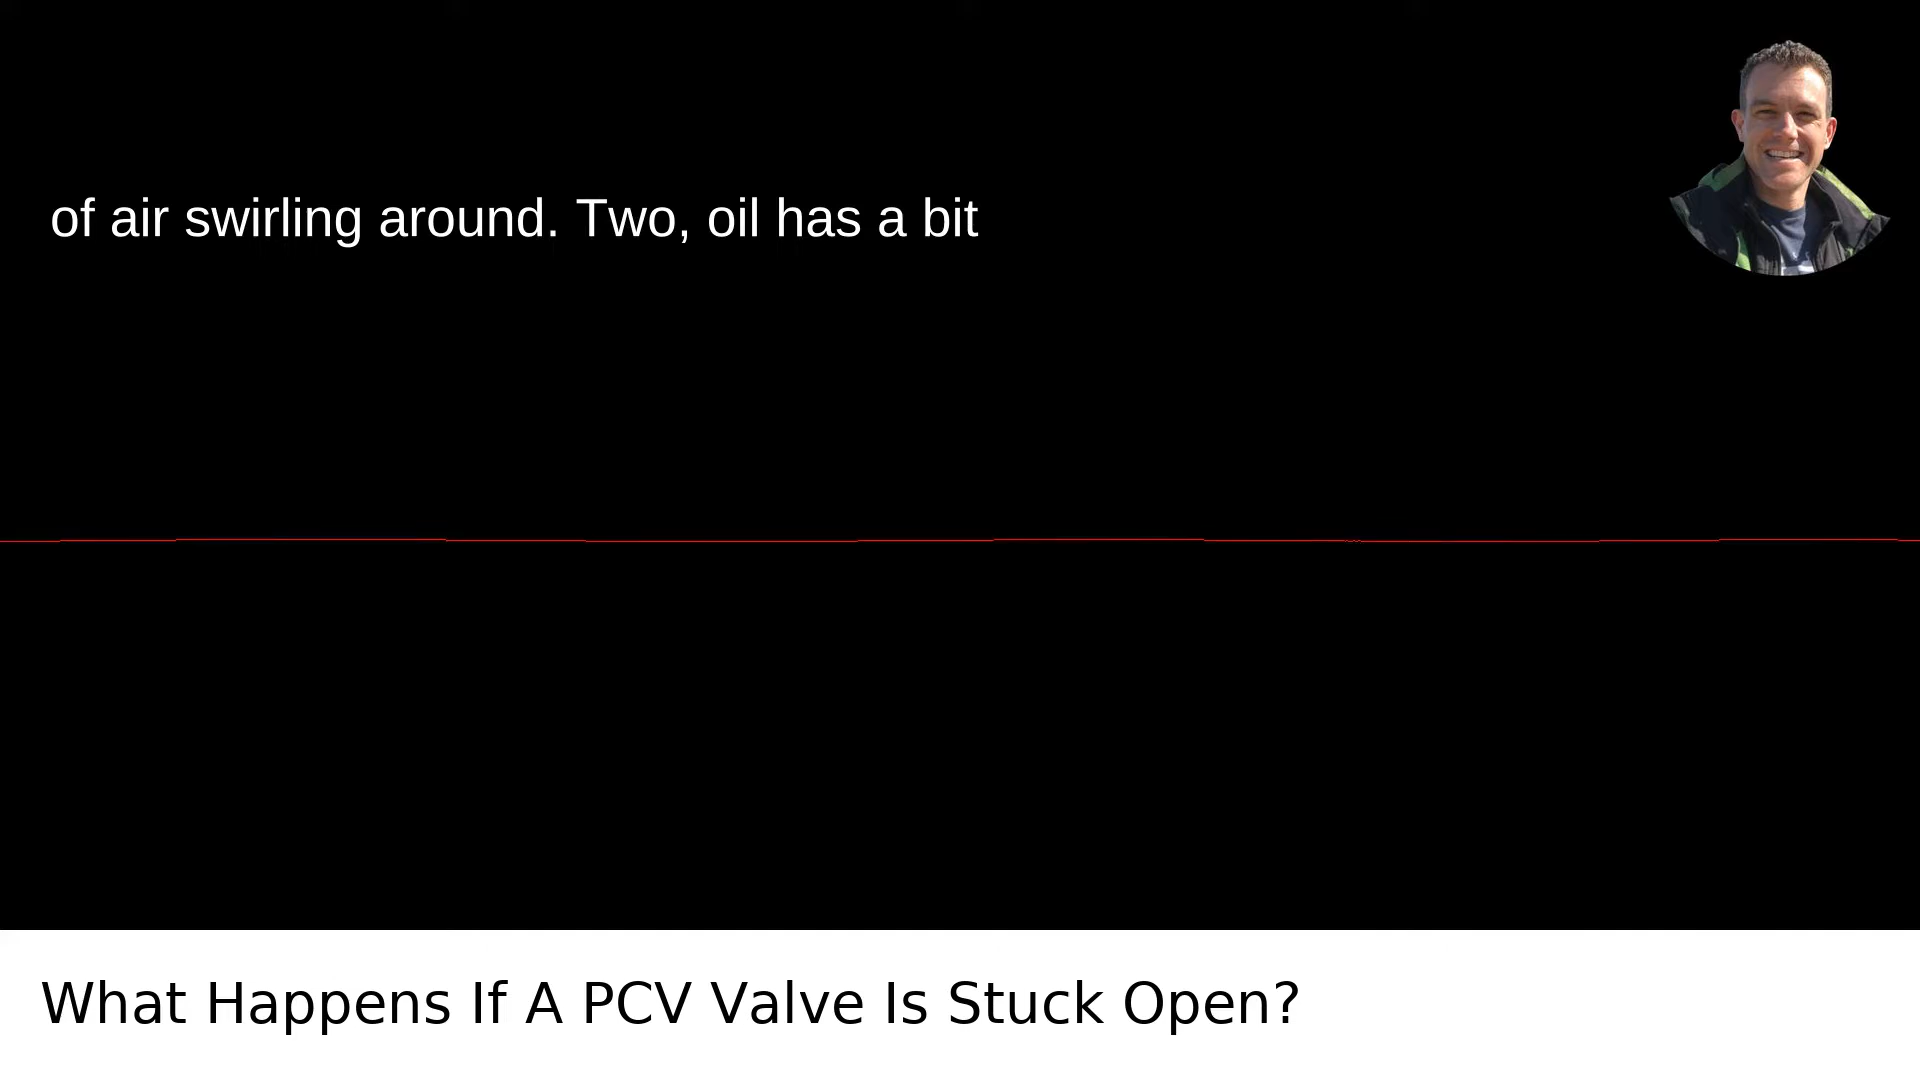 of air swirling around. Two, oil has a bit
What Happens If A PCV Valve Is Stuck Open?